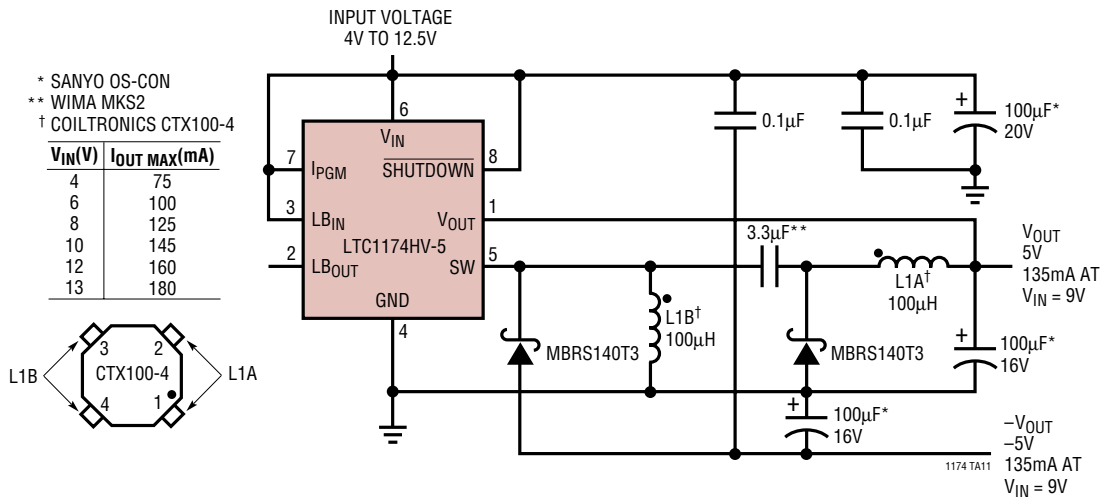 INPUT VOLTAGE
4V TO 12.5V
* SANYO OS-CON
** WIMA MKS2
† COILTRONICS CTX100-4
VIN(V) IOUT MAX(mA)
4 75
6 100
8 125
10 145
12 160
13 180
6
VIN
7 IPGM SHUTDOWN 8
3 LBIN VOUT 1
LTC1174HV-5
2 LBOUT SW 5
GND
4
0.1µF
0.1µF
+ 100µF*
20V
3.3µF**
L1A†
100µH
L1B†
100µH
MBRS140T3
MBRS140T3
VOUT
5V
135mA AT
VIN = 9V
+ 100µF*
16V
+ 100µF*
16V
–VOUT
–5V
135mA AT
VIN = 9V
1174 TA11
3 2
L1B CTX100-4 L1A
4 1